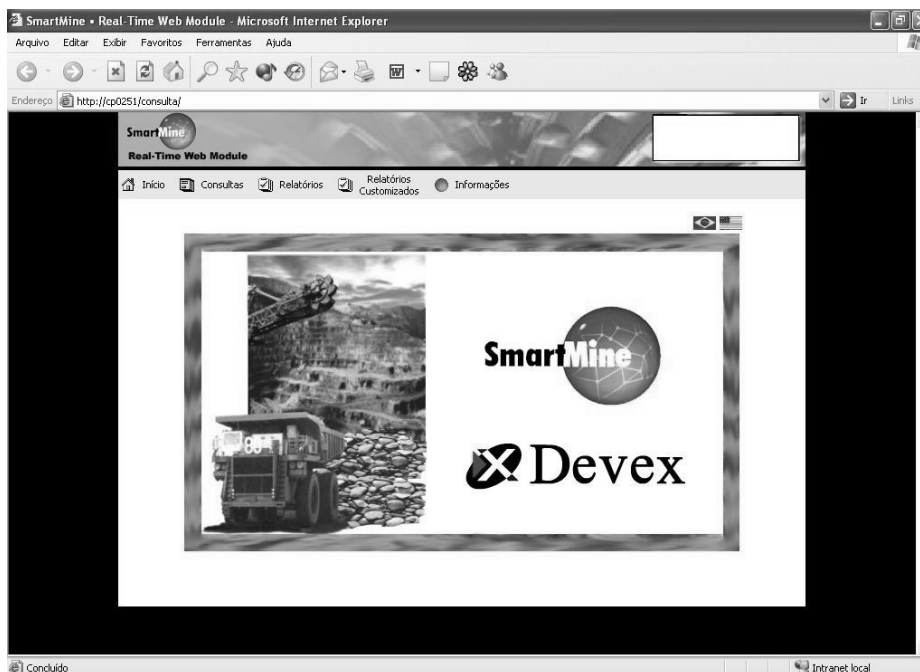 SmartMine • Real-Time Web Module - Microsoft Internet Explorer
Arquivo Editar Exibir Favoritos Ferramentas Ajuda
Endereço http://cp0251/consulta/ Ir Links
SmartMine
Real-Time Web Module
Início Consultas Relatórios Relatórios Customizados Informações
80
SmartMine
X Devex
Concluído Intranet local